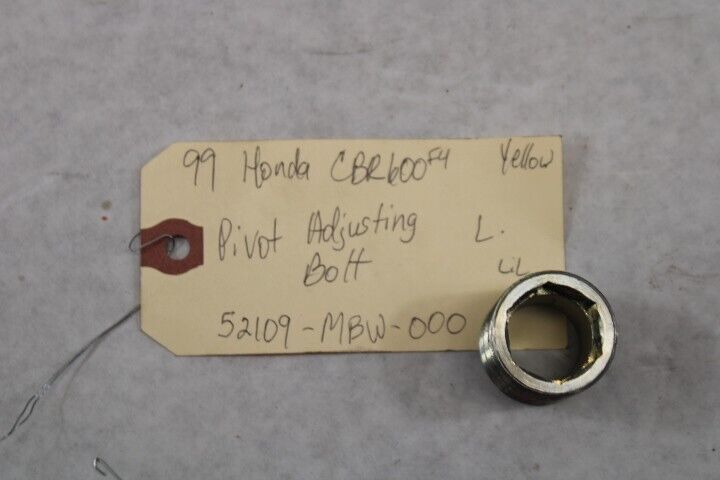 99 Honda CBR600F4 Yellow
Pivot Adjusting L.
Bolt
52109-MBW-000